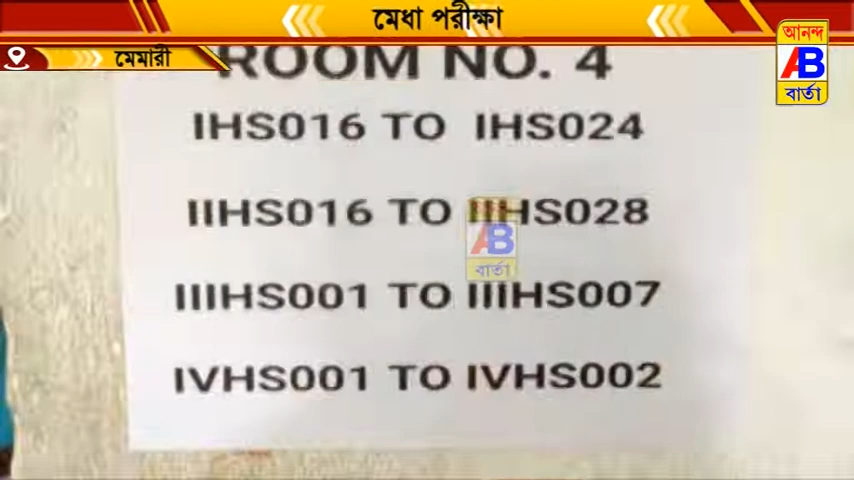 মেধা পরীক্ষা
মেমারী
আনন্দ
AB
বার্তা
ROOM NO. 4
IHS016 TO IHS024
IIHS016 TO IIHS028
IIIHS001 TO IIIHS007
IVHS001 TO IVHS002
AB
বার্তা